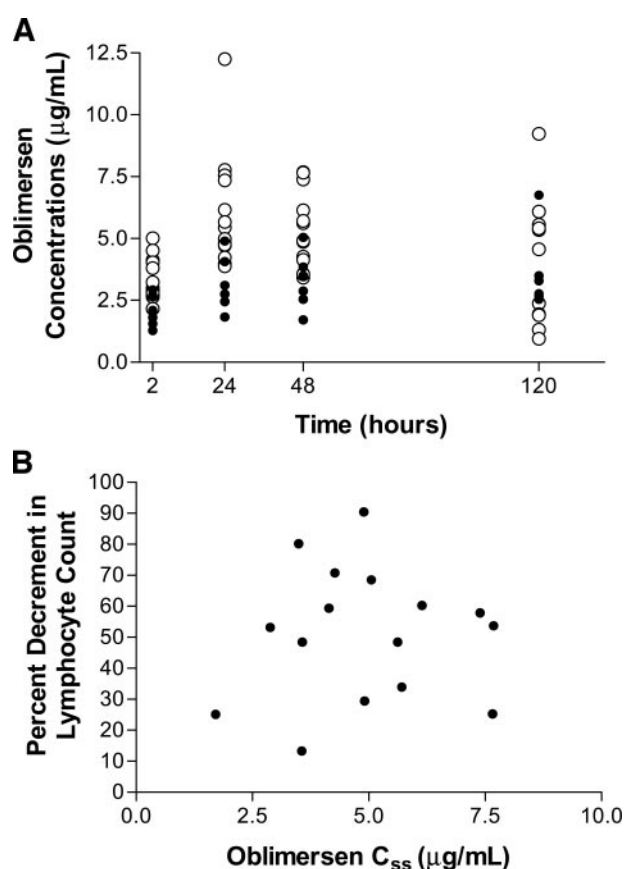 A
Oblimersen
Concentrations (μg/mL)
12.5
10.0
7.5
5.0
2.5
0.0
2 24 48 120
Time (hours)
B
Percent Decrement in
Lymphocyte Count
100
90
80
70
60
50
40
30
20
10
0
0.0 2.5 5.0 7.5 10.0
Oblimersen Css (μg/mL)